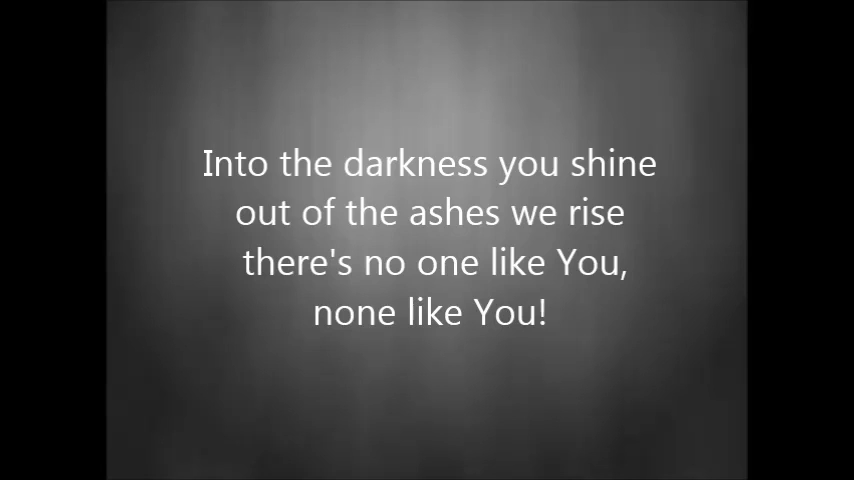 Into the darkness you shine
out of the ashes we rise
there's no one like You,
none like You!